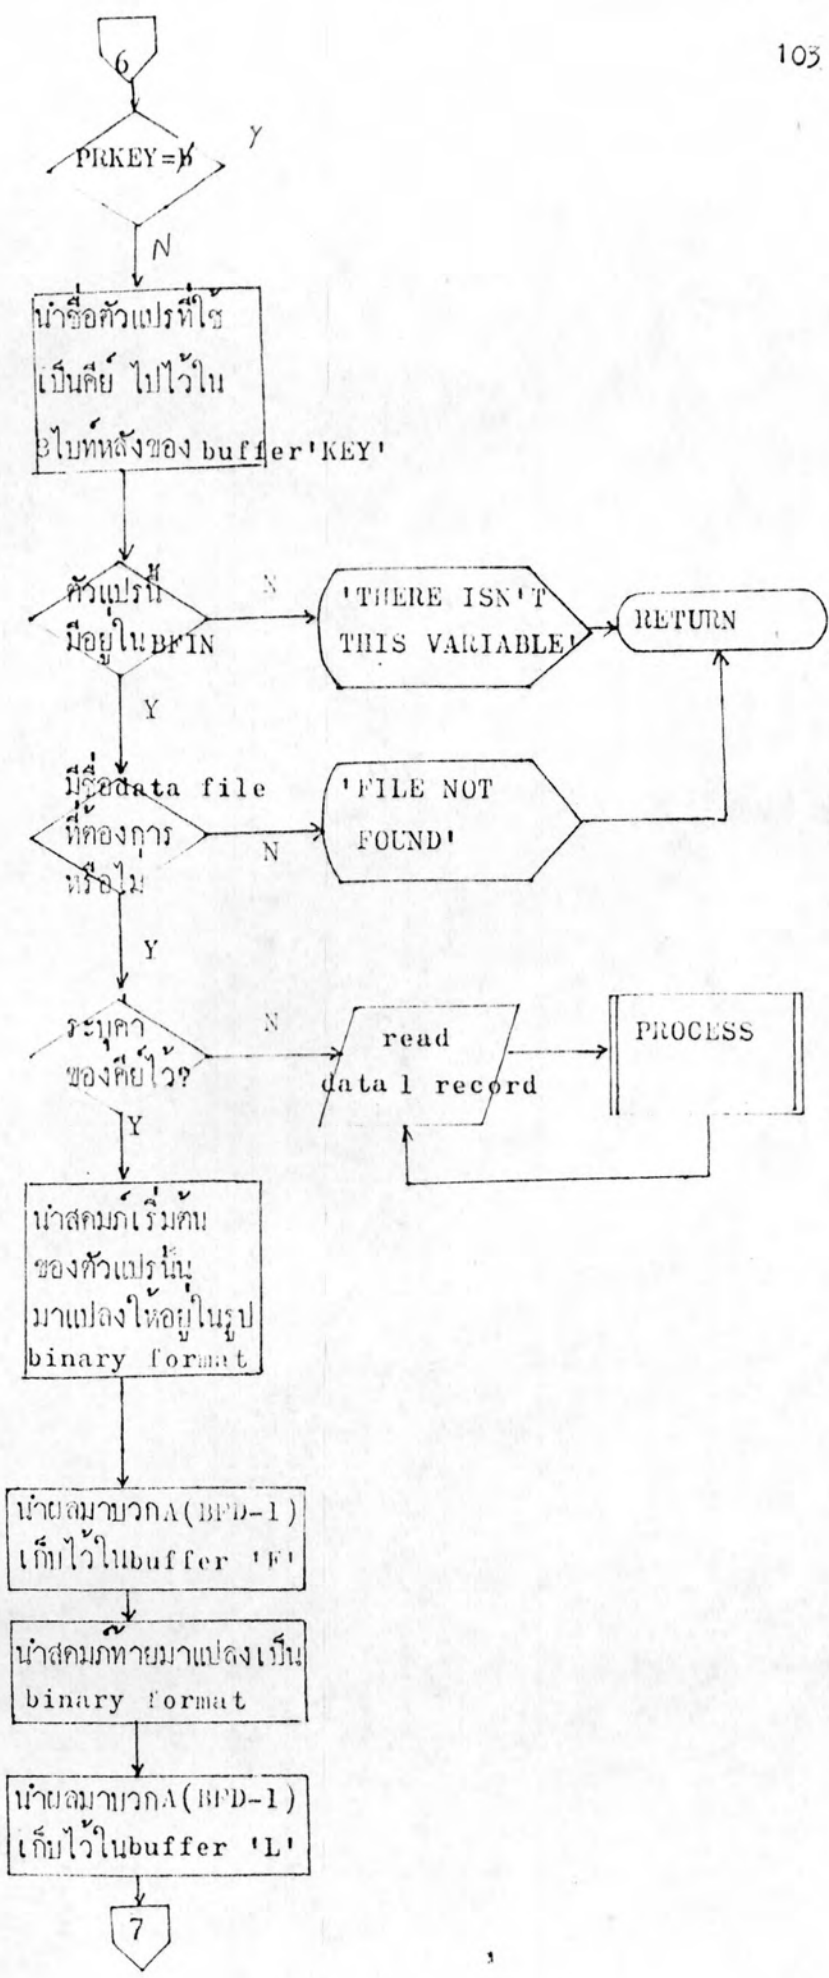 103
6
PRKEY=b̸
Y
N
นำชื่อตัวแปรที่ใช้
เป็นคีย์ ไปไว้ใน
8ไบท์หลังของ buffer'KEY'
ตัวแปรนี้
มีอยู่ใน BFIN
N
Y
'THERE ISN'T
THIS VARIABLE'
RETURN
มีชื่อdata file
ที่ต้องการ
หรือไม่
N
Y
'FILE NOT
FOUND'
ระบุค่า
ของคีย์ไว้?
N
Y
read
data 1 record
PROCESS
นำสดมภ์เริ่มต้น
ของตัวแปรนั้น
มาแปลงให้อยู่ในรูป
binary format
นำผลมาบวกA(BFD-1)
เก็บไว้ในbuffer 'F'
นำสดมภ์ท้ายมาแปลงเป็น
binary format
นำผลมาบวกA(BFD-1)
เก็บไว้ในbuffer 'L'
7